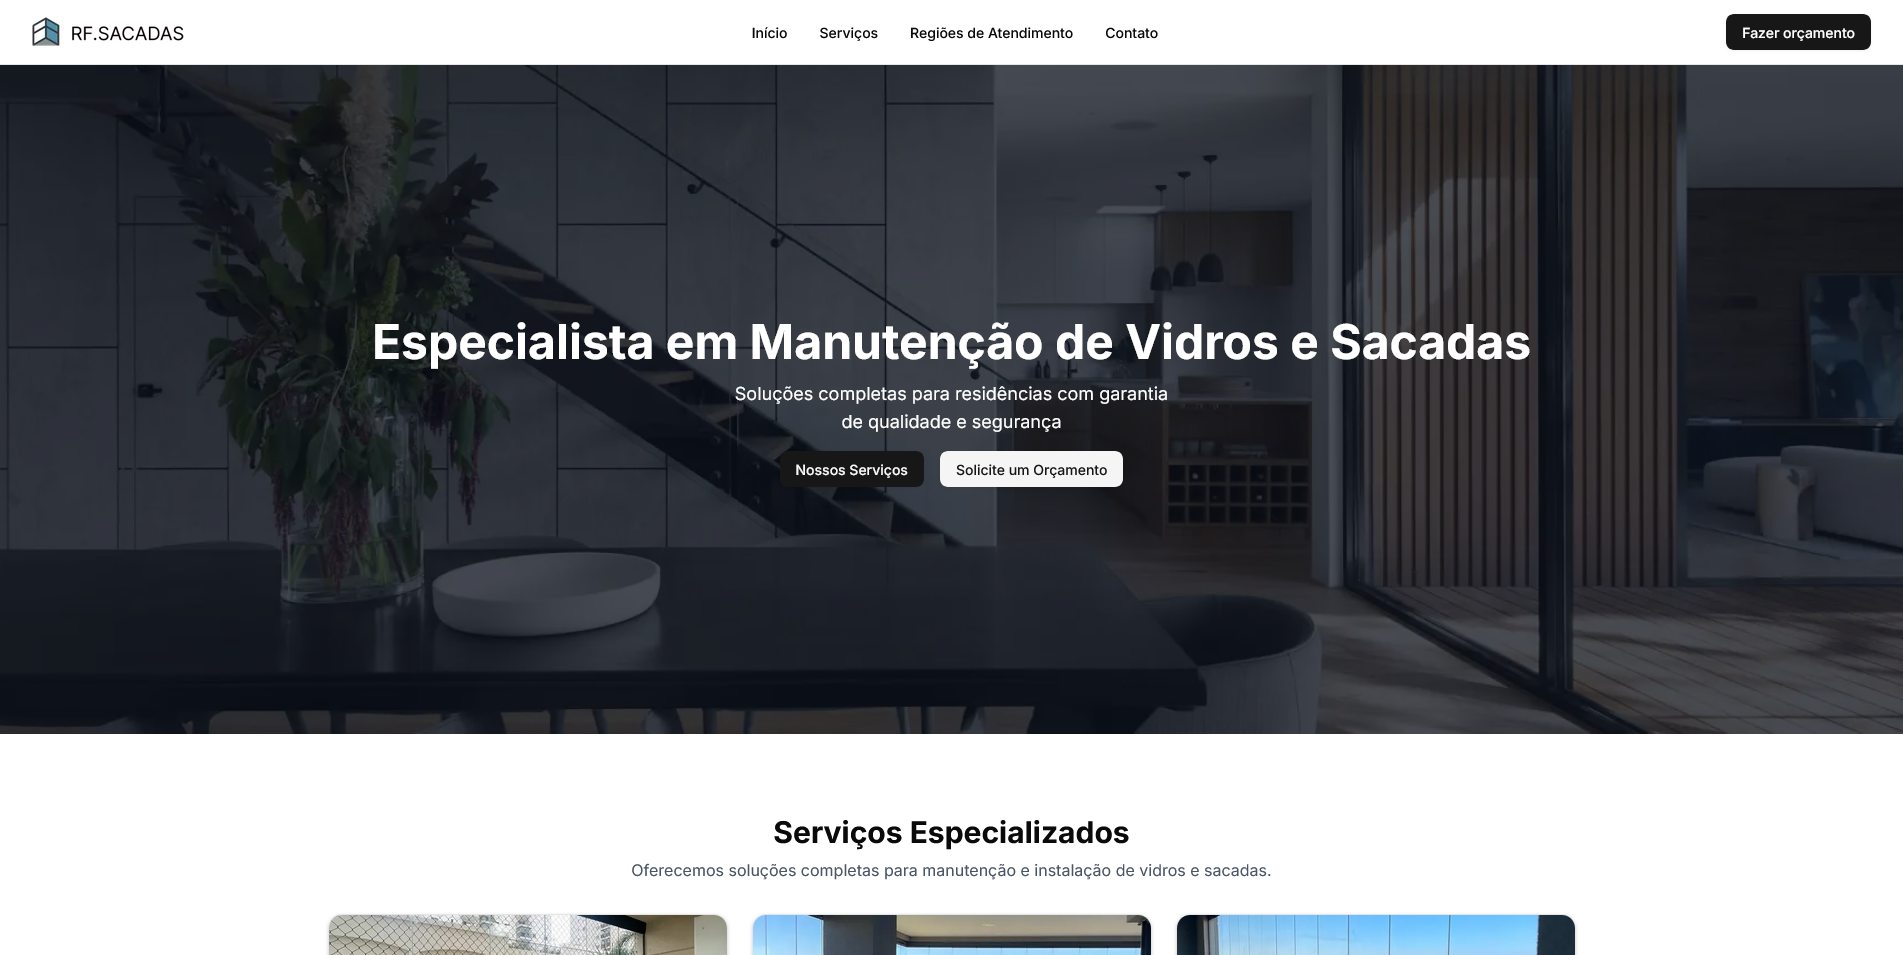 RF.SACADAS
Início
Serviços
Regiões de Atendimento
Contato
Fazer orçamento
Especialista em Manutenção de Vidros e Sacadas
Soluções completas para residências com garantia
de qualidade e segurança
Nossos Serviços
Solicite um Orçamento
Serviços Especializados
Oferecemos soluções completas para manutenção e instalação de vidros e sacadas.